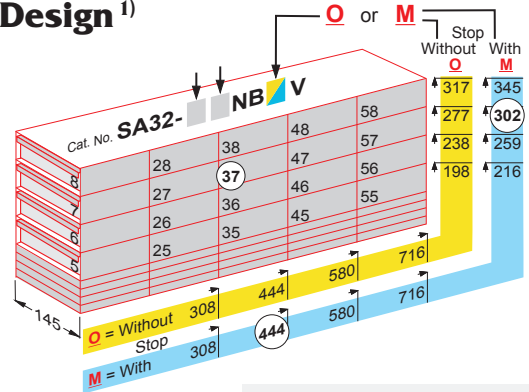 Design 1)
O or M
Stop
Without With
O M
317 345
277 302
238 259
198 216
Cat. No. SA32- NB V
8 28 38 48 58
7 27 37 47 57
6 26 36 46 56
5 25 35 45 55
145
O = Without 308 444 580 716
Stop
M = With 308 444 580 716